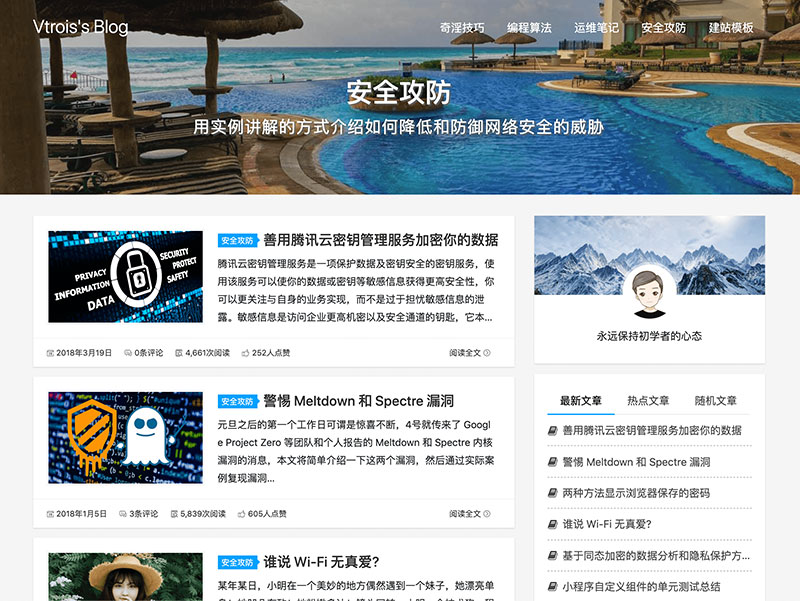 Vtrois's Blog
奇淫技巧
编程算法
运维笔记
安全攻防
建站模板
安全攻防
用实例讲解的方式介绍如何降低和防御网络安全的威胁
PRIVACY
INFORMATION
DATA
SECURITY
PROTECT
SAFETY
安全攻防 善用腾讯云密钥管理服务加密你的数据
腾讯云密钥管理服务是一项保护数据及密钥安全的密钥服务，使
用该服务可以使你的数据或密钥等敏感信息获得更高安全性，你
可以更关注与自身的业务实现，而不是过于担忧敏感信息的泄
露。敏感信息是访问企业更高机密以及安全通道的钥匙，它本...
2018年3月19日 0条评论 4,661次阅读 252人点赞
阅读全文
安全攻防 警惕 Meltdown 和 Spectre 漏洞
元旦之后的第一个工作日可谓是惊喜不断，4号就传来了 Googl
e Project Zero 等团队和个人报告的 Meltdown 和 Spectre 内核
漏洞的消息，本文将简单介绍一下这两个漏洞，然后通过实际案
例复现漏洞...
2018年1月5日 3条评论 5,839次阅读 605人点赞
阅读全文
安全攻防 谁说 Wi-Fi 无真爱？
某年某日，小明在一个美妙的地方偶然遇到一个妹子，她漂亮单
永远保持初学者的心态
最新文章
热点文章
随机文章
善用腾讯云密钥管理服务加密你的数据
警惕 Meltdown 和 Spectre 漏洞
两种方法显示浏览器保存的密码
谁说 Wi-Fi 无真爱？
基于同态加密的数据分析和隐私保护方...
小程序自定义组件的单元测试总结